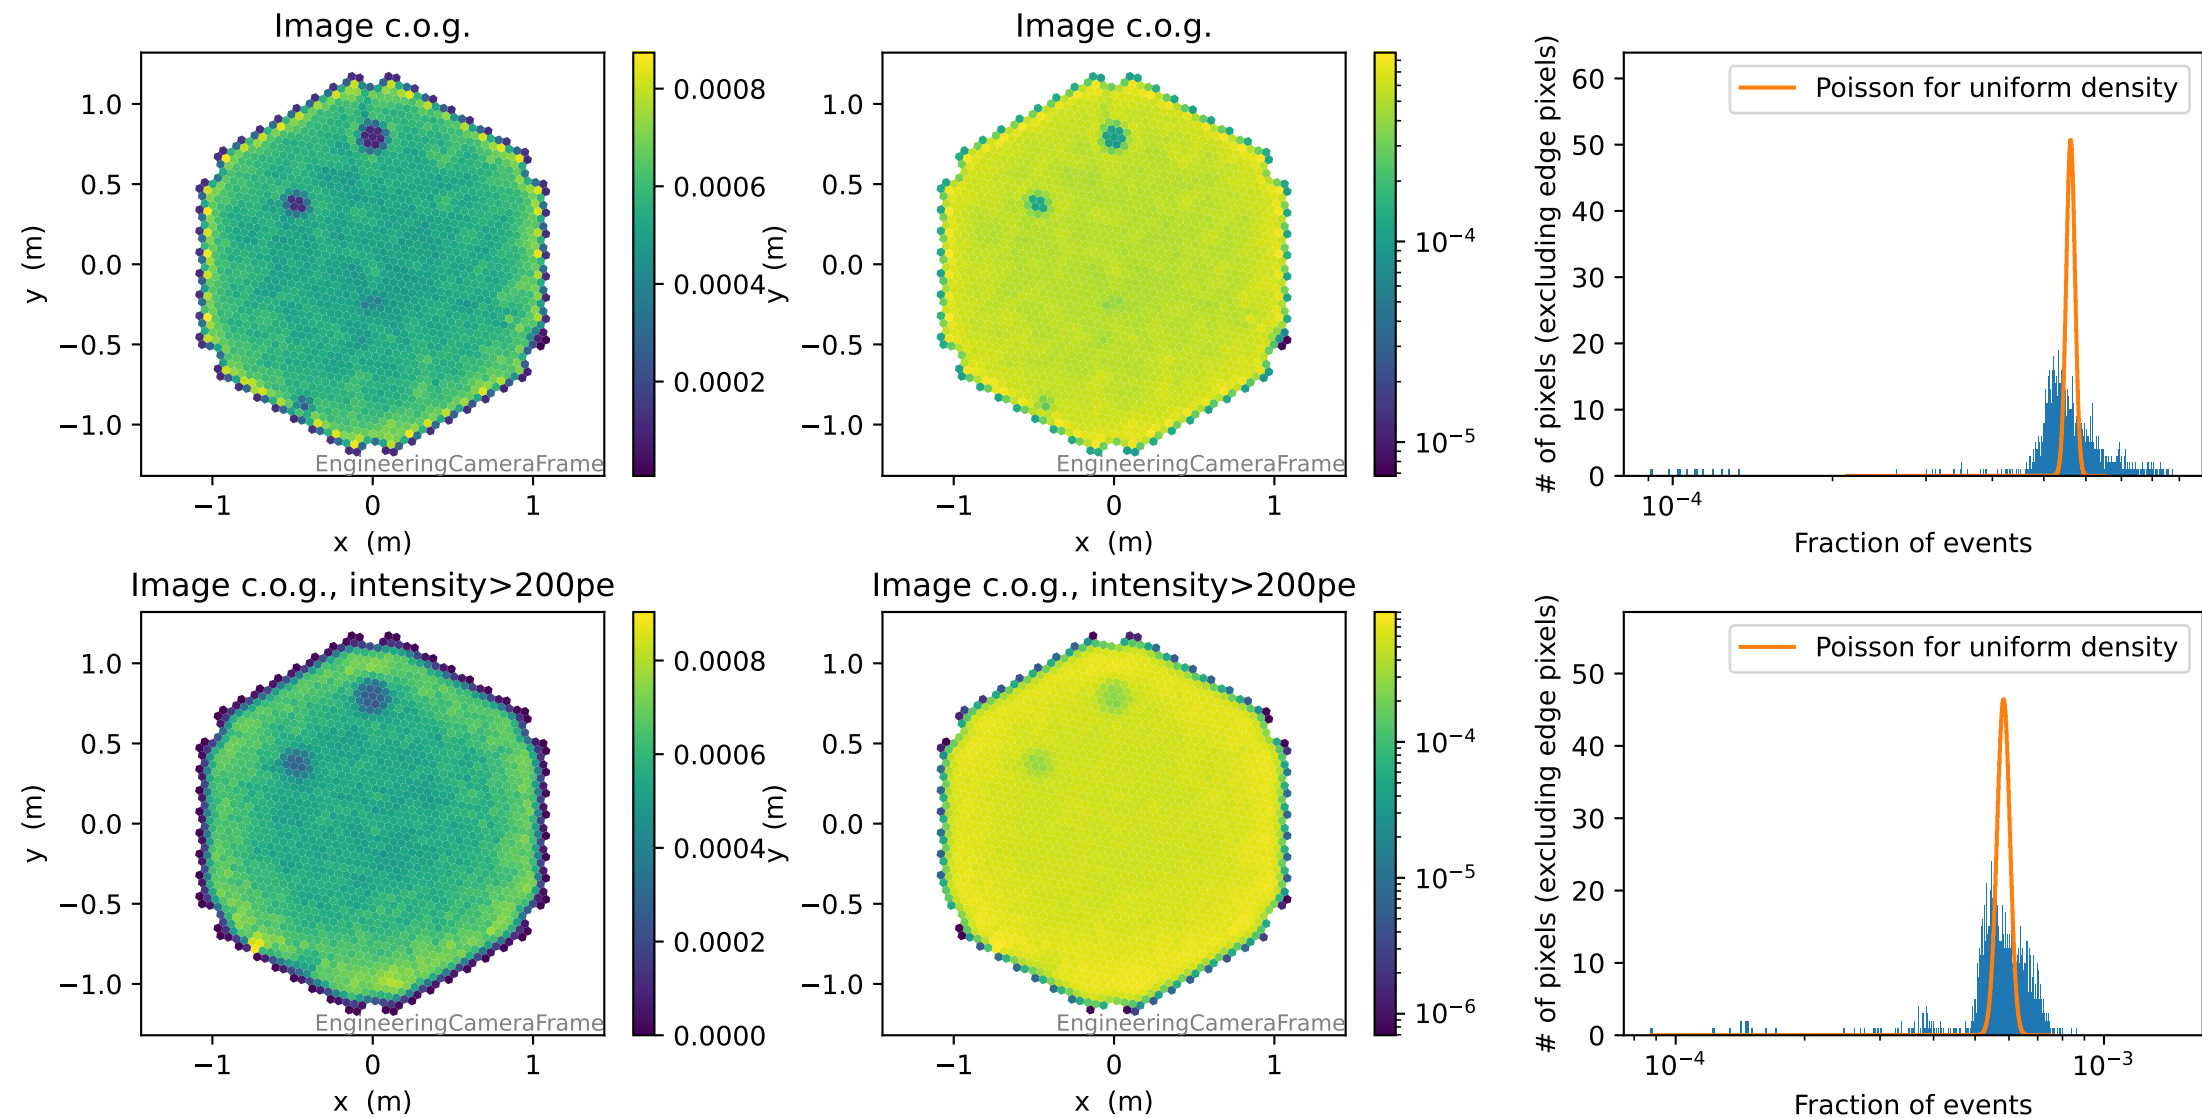 Image c.o.g.
1.0
0.5
0.0
−0.5
−1.0
y (m)
−1 0 1
x (m)
EngineeringCameraFrame
0.0008
0.0006
0.0004
0.0002
Image c.o.g.
1.0
0.5
0.0
−0.5
−1.0
y (m)
−1 0 1
x (m)
EngineeringCameraFrame
10⁻⁴
10⁻⁵
# of pixels (excluding edge pixels)
60
50
40
30
20
10
0
Poisson for uniform density
10⁻⁴
Fraction of events
Image c.o.g., intensity>200pe
1.0
0.5
0.0
−0.5
−1.0
y (m)
−1 0 1
x (m)
EngineeringCameraFrame
0.0008
0.0006
0.0004
0.0002
0.0000
Image c.o.g., intensity>200pe
1.0
0.5
0.0
−0.5
−1.0
y (m)
−1 0 1
x (m)
EngineeringCameraFrame
10⁻⁴
10⁻⁵
10⁻⁶
# of pixels (excluding edge pixels)
50
40
30
20
10
0
Poisson for uniform density
10⁻⁴ 10⁻³
Fraction of events